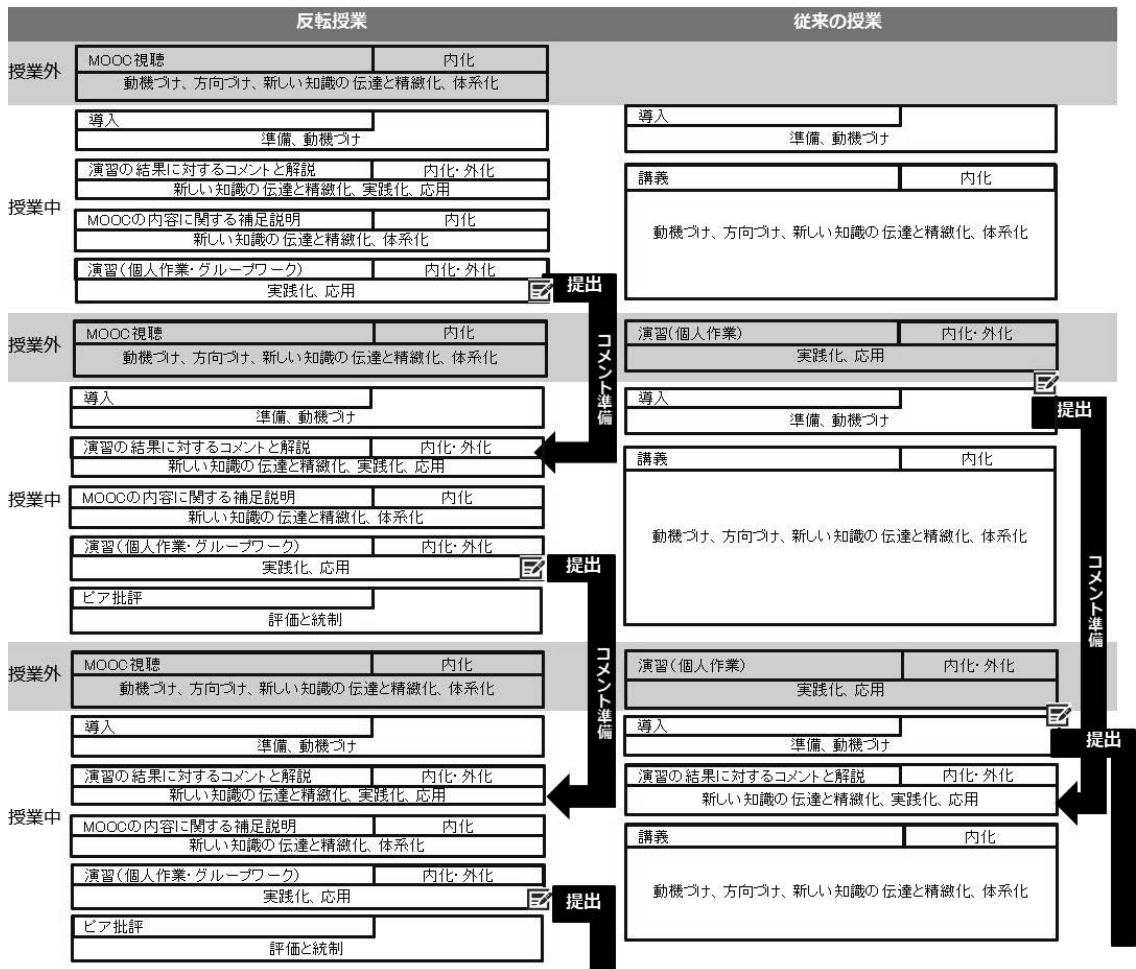 反転授業
従来の授業
授業外
MOOC視聴
内化
動機づけ、方向づけ、新しい知識の伝達と精緻化、体系化
授業中
導入
準備、動機づけ
演習の結果に対するコメントと解説
内化・外化
新しい知識の伝達と精緻化、実践化、応用
MOOCの内容に関する補足説明
内化
新しい知識の伝達と精緻化、体系化
演習(個人作業・グループワーク)
内化・外化
実践化、応用
導入
準備、動機づけ
講義
内化
動機づけ、方向づけ、新しい知識の伝達と精緻化、体系化
提出
コメント準備
授業外
MOOC視聴
内化
動機づけ、方向づけ、新しい知識の伝達と精緻化、体系化
演習(個人作業)
内化・外化
実践化、応用
授業中
導入
準備、動機づけ
演習の結果に対するコメントと解説
内化・外化
新しい知識の伝達と精緻化、実践化、応用
MOOCの内容に関する補足説明
内化
新しい知識の伝達と精緻化、体系化
演習(個人作業・グループワーク)
内化・外化
実践化、応用
ピア批評
評価と統制
導入
準備、動機づけ
講義
内化
動機づけ、方向づけ、新しい知識の伝達と精緻化、体系化
提出
コメント準備
提出
コメント準備
授業外
MOOC視聴
内化
動機づけ、方向づけ、新しい知識の伝達と精緻化、体系化
演習(個人作業)
内化・外化
実践化、応用
授業中
導入
準備、動機づけ
演習の結果に対するコメントと解説
内化・外化
新しい知識の伝達と精緻化、実践化、応用
MOOCの内容に関する補足説明
内化
新しい知識の伝達と精緻化、体系化
演習(個人作業・グループワーク)
内化・外化
実践化、応用
ピア批評
評価と統制
提出
導入
準備、動機づけ
演習の結果に対するコメントと解説
内化・外化
新しい知識の伝達と精緻化、実践化、応用
講義
内化
動機づけ、方向づけ、新しい知識の伝達と精緻化、体系化
提出